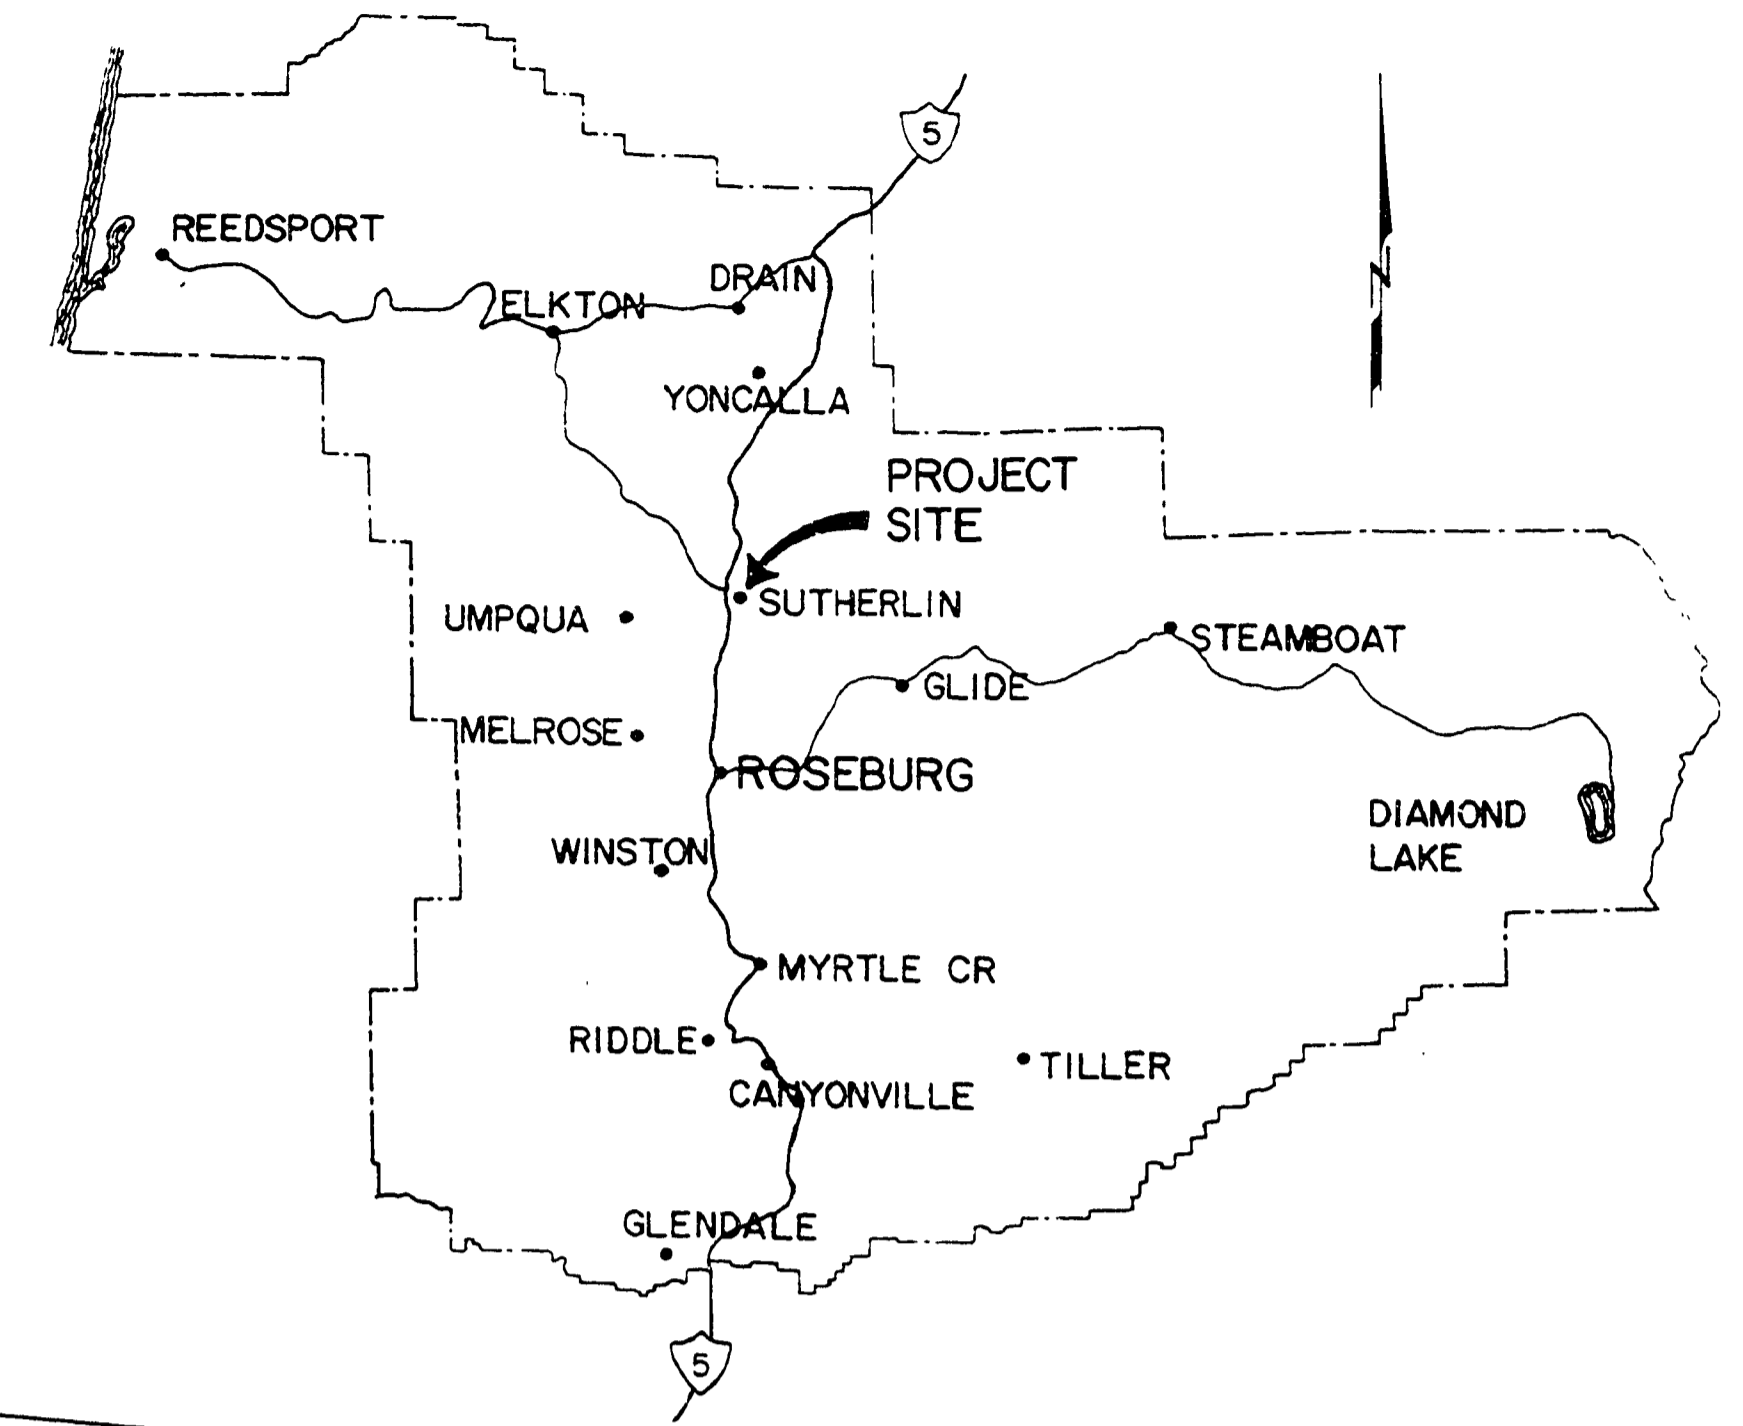 5
REEDSPORT
DRAIN
ELKTON
N
YONCALLA
PROJECT
SITE
SUTHERLIN
UMPQUA
STEAMBOAT
GLIDE
MELROSE
ROSEBURG
DIAMOND
LAKE
WINSTON
MYRTLE CR
RIDDLE
TILLER
CANYONVILLE
GLENDALE
5